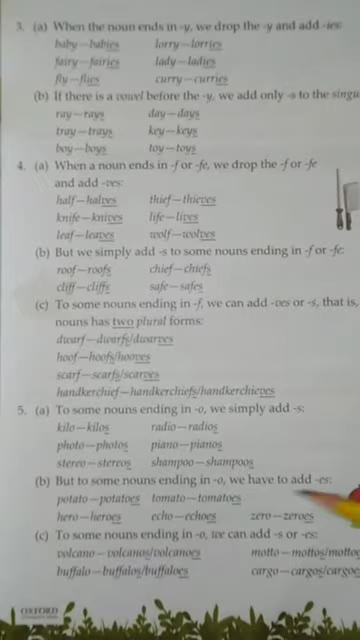 3. (a) When the noun ends in -y, we drop the -y and add -ies:
baby—babies lorry—lorries
fairy—fairies lady—ladies
fly—flies curry—curries
(b) If there is a vowel before the -y, we add only -s to the singu
ray—rays day—days
tray—trays key—keys
boy—boys toy—toys
4. (a) When a noun ends in -f or -fe, we drop the -f or -fe
and add -ves:
half—halves thief—thieves
knife—knives life—lives
leaf—leaves wolf—wolves
(b) But we simply add -s to some nouns ending in -f or -fe:
roof—roofs chief—chiefs
cliff—cliffs safe—safes
(c) To some nouns ending in -f, we can add -ves or -s, that is,
nouns has two plural forms:
dwarf—dwarfs/dwarves
hoof—hoofs/hooves
scarf—scarfs/scarves
handkerchief—handkerchiefs/handkerchieves
5. (a) To some nouns ending in -o, we simply add -s:
kilo—kilos radio—radios
photo—photos piano—pianos
stereo—stereos shampoo—shampoos
(b) But to some nouns ending in -o, we have to add -es:
potato—potatoes tomato—tomatoes
hero—heroes echo—echoes zero—zeroes
(c) To some nouns ending in -o, we can add -s or -es:
volcano—volcanos/volcanoes motto—mottos/mottoe
buffalo—buffalos/buffaloes cargo—cargos/cargoe
OXFORD